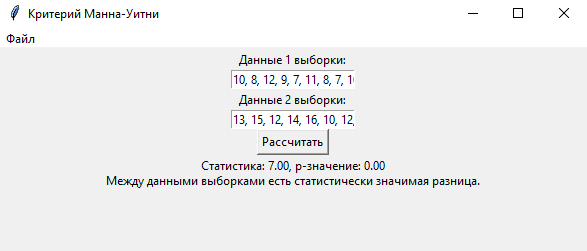 Критерий Манна-Уитни
Файл
Данные 1 выборки:
10, 8, 12, 9, 7, 11, 8, 7,
Данные 2 выборки:
13, 15, 12, 14, 16, 10, 12,
Рассчитать
Статистика: 7.00, p-значение: 0.00
Между данными выборками есть статистически значимая разница.